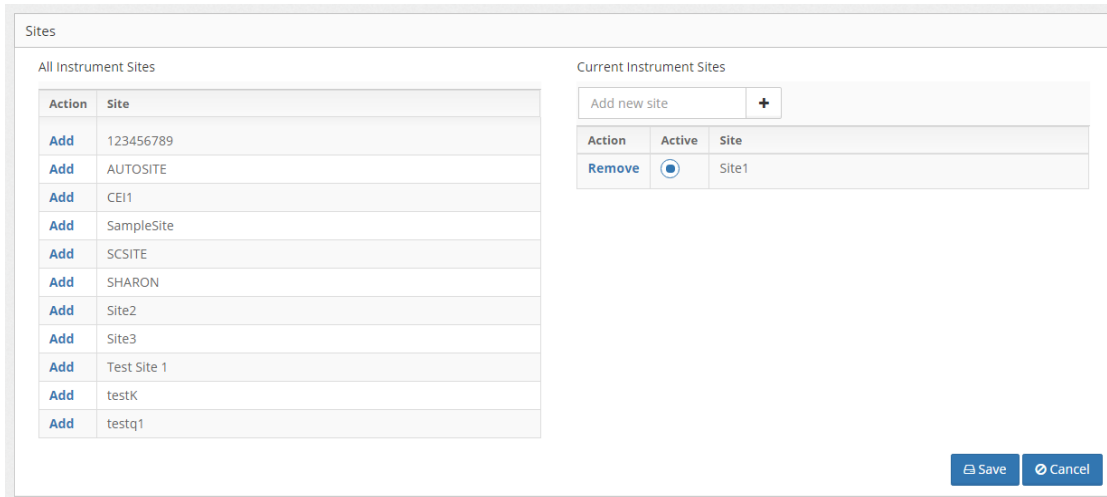 Sites
All Instrument Sites
Action Site
Add 123456789
Add AUTOSITE
Add CEI1
Add SampleSite
Add SCSITE
Add SHARON
Add Site2
Add Site3
Add Test Site 1
Add testK
Add testq1
Current Instrument Sites
Add new site +
Action Active Site
Remove Site1
Save Cancel